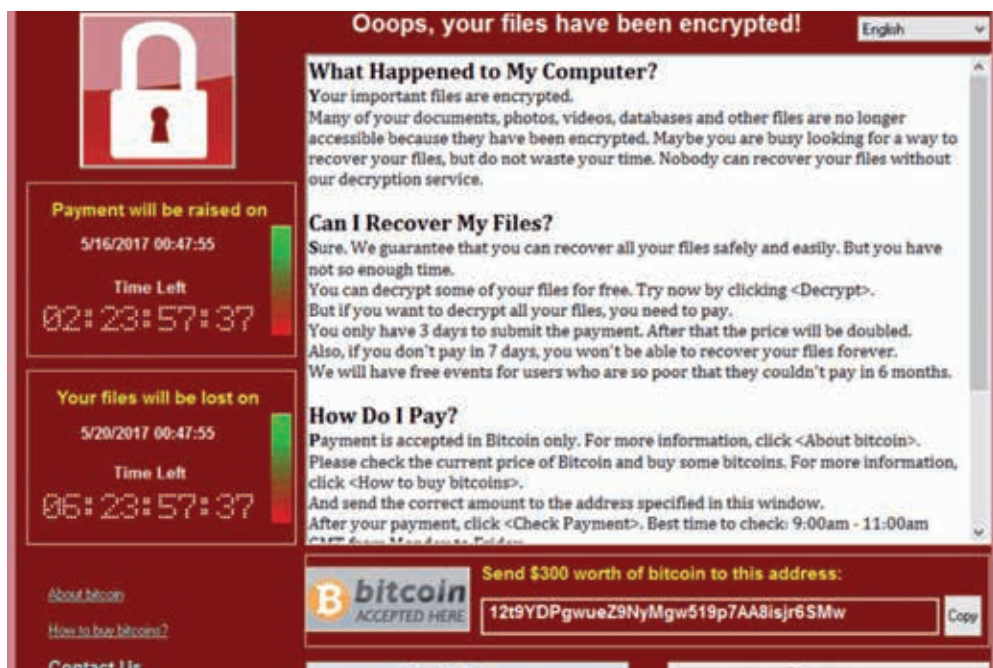 Ooops, your files have been encrypted!
English
What Happened to My Computer?
Your important files are encrypted.
Many of your documents, photos, videos, databases and other files are no longer
accessible because they have been encrypted. Maybe you are busy looking for a way to
recover your files, but do not waste your time. Nobody can recover your files without
our decryption service.
Can I Recover My Files?
Sure. We guarantee that you can recover all your files safely and easily. But you have
not so enough time.
You can decrypt some of your files for free. Try now by clicking <Decrypt>.
But if you want to decrypt all your files, you need to pay.
You only have 3 days to submit the payment. After that the price will be doubled.
Also, if you don't pay in 7 days, you won't be able to recover your files forever.
We will have free events for users who are so poor that they couldn't pay in 6 months.
How Do I Pay?
Payment is accepted in Bitcoin only. For more information, click <About bitcoin>.
Please check the current price of Bitcoin and buy some bitcoins. For more information,
click <How to buy bitcoins>.
And send the correct amount to the address specified in this window.
After your payment, click <Check Payment>. Best time to check: 9:00am - 11:00am
GMT from Monday to Friday
Payment will be raised on
5/16/2017 00:47:55
Time Left
02:23:57:37
Your files will be lost on
5/20/2017 00:47:55
Time Left
06:23:57:37
About bitcoin
How to buy bitcoins?
Contact Us
bitcoin
ACCEPTED HERE
Send $300 worth of bitcoin to this address:
12t9YDPgwueZ9NyMgw519p7AA8isjr6SMw
Copy